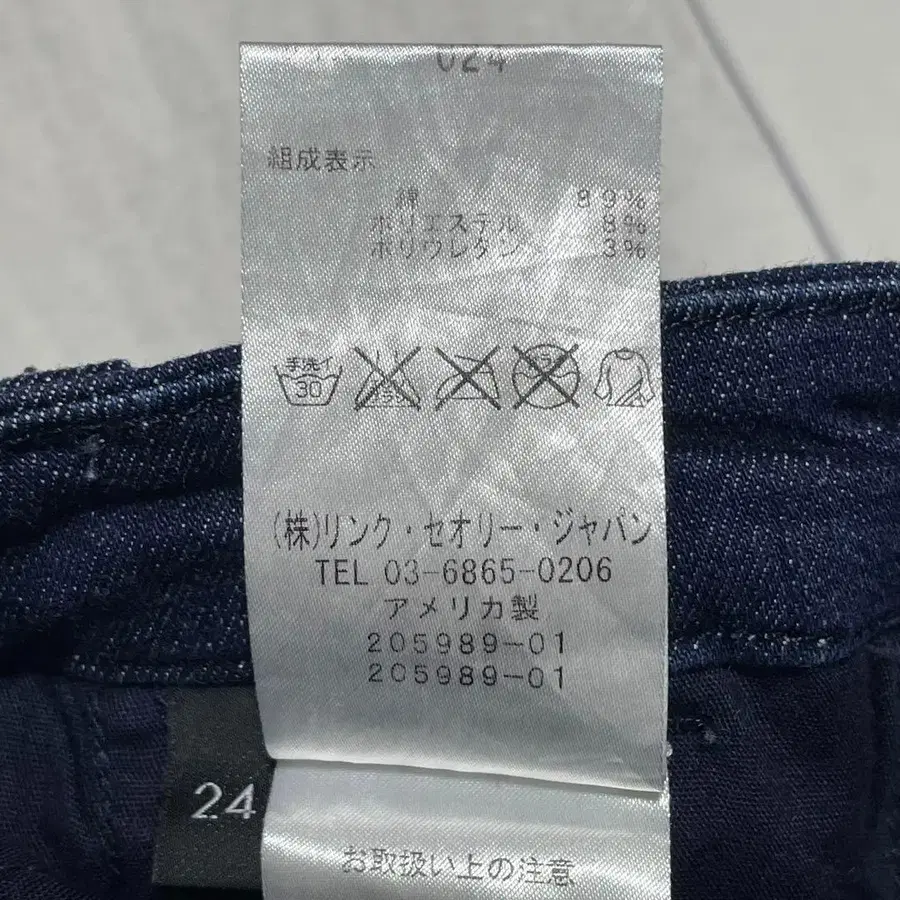 024
組成表示
綿 89%
ポリエステル 8%
ポリウレタン 3%
手洗イ
30
(株)リンク・セオリー・ジャパン
TEL 03-6865-0206
アメリカ製
205989-01
205989-01
24
お取扱い上の注意